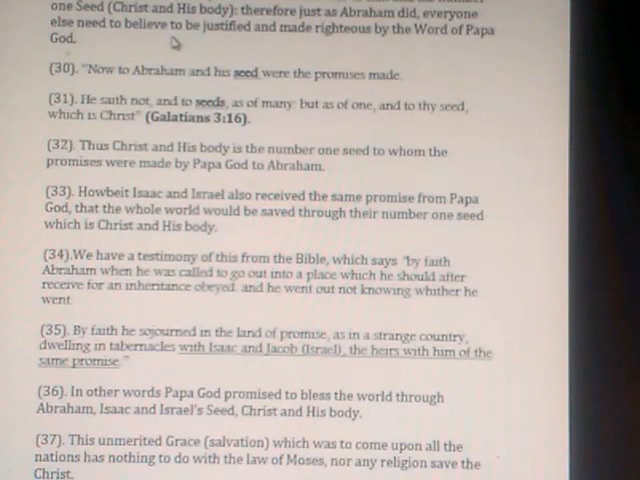 one Seed (Christ and His body): therefore just as Abraham did, everyone
else need to believe to be justified and made righteous by the Word of Papa
God.
(30). "Now to Abraham and his seed were the promises made.
(31). He saith not, and to seeds, as of many: but as of one, and to thy seed,
which is Christ" (Galatians 3:16).
(32). Thus Christ and His body is the number one seed to whom the
promises were made by Papa God to Abraham.
(33). Howbeit Isaac and Israel also received the same promise from Papa
God, that the whole world would be saved through their number one seed
which is Christ and His body.
(34).We have a testimony of this from the Bible, which says "by faith
Abraham when he was called to go out into a place which he should after
receive for an inheritance obeyed. and he went out not knowing whither he
went.
(35). By faith he sojourned in the land of promise, as in a strange country,
dwelling in tabernacles with Isaac and Jacob (Israel), the heirs with him of the
same promise."
(36). In other words Papa God promised to bless the world through
Abraham, Isaac and Israel's Seed, Christ and His body.
(37). This unmerited Grace (salvation) which was to come upon all the
nations has nothing to do with the law of Moses, nor any religion save the
Christ.